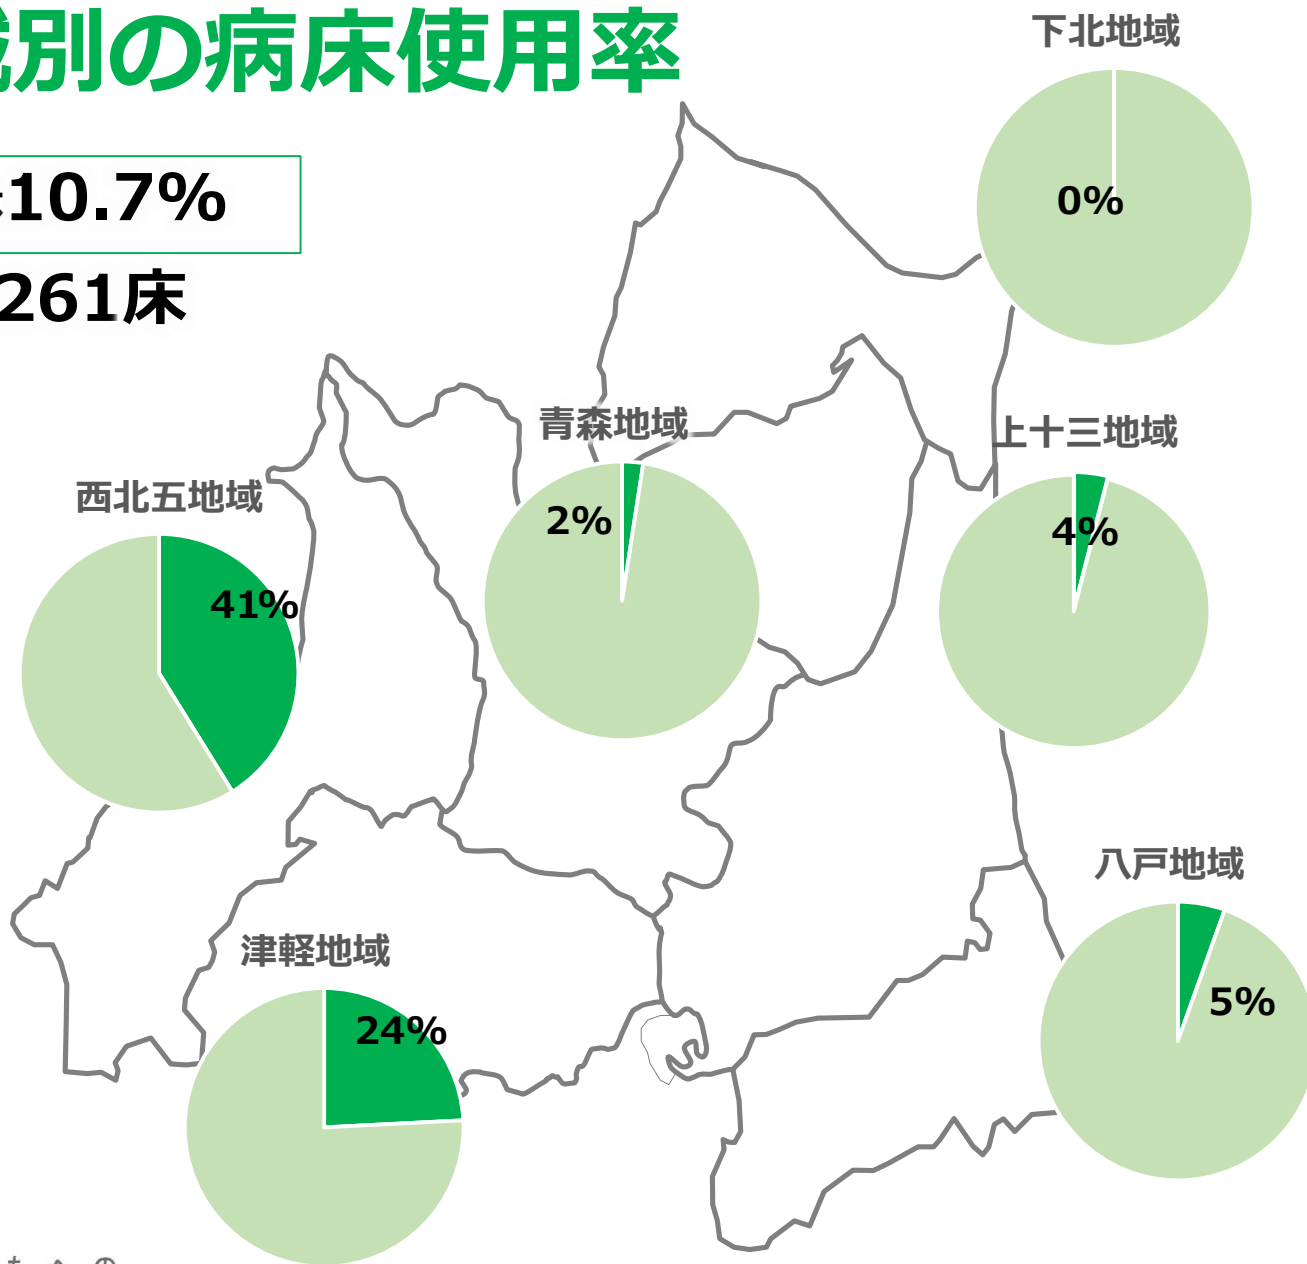 別の病床使用率
10.7%
261床
下北地域
0%
青森地域
2%
上十三地域
4%
西北五地域
41%
八戸地域
5%
津軽地域
24%